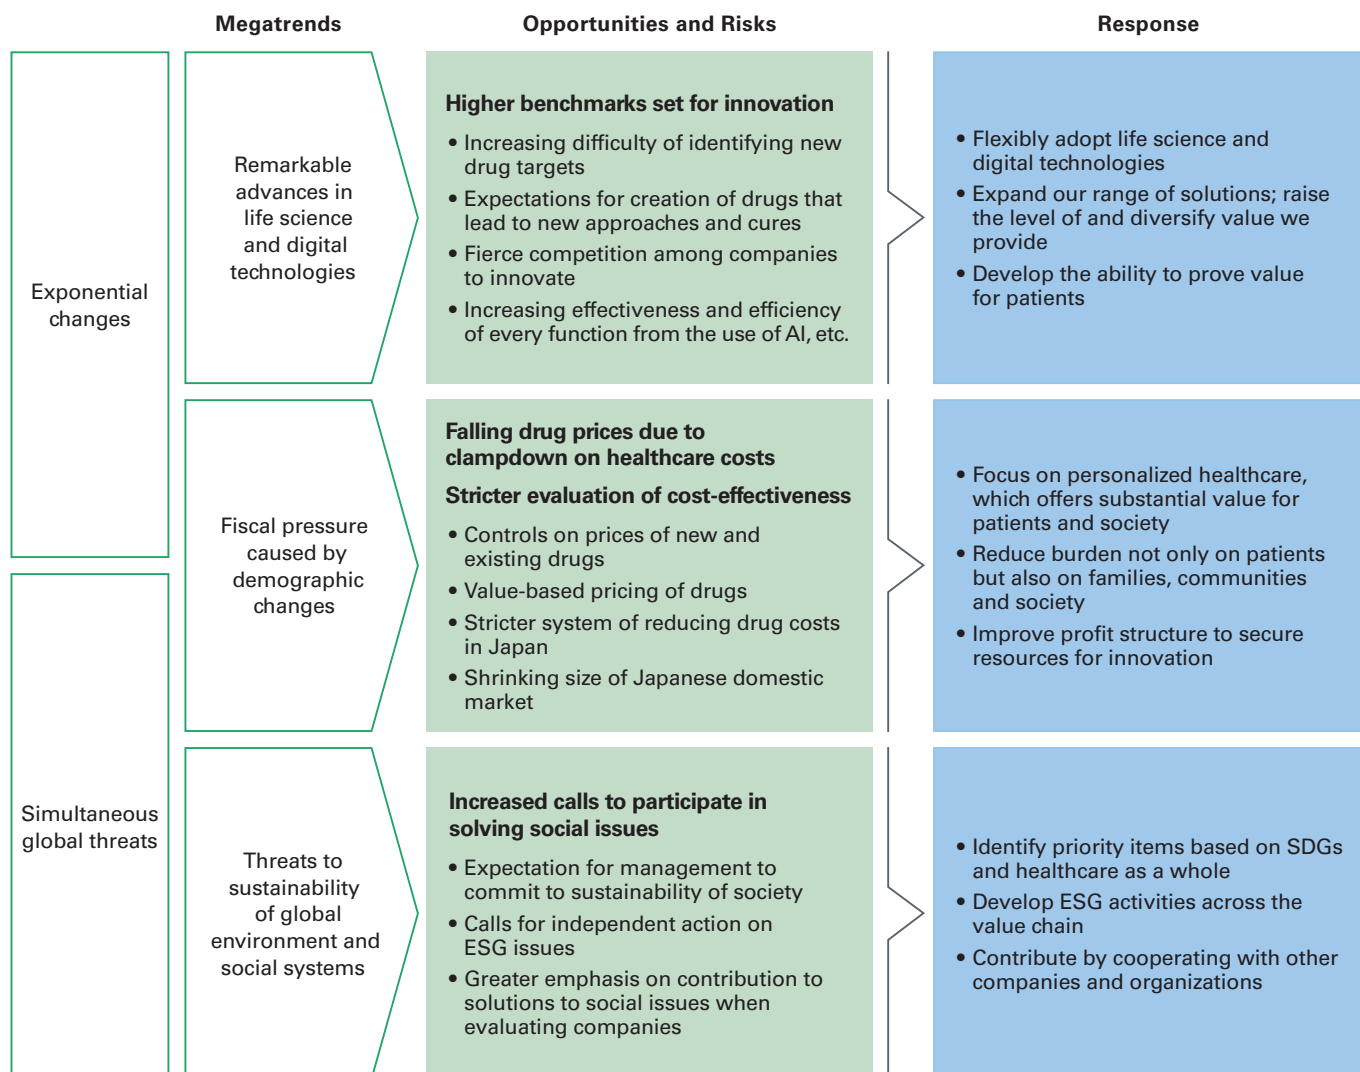 Megatrends
Opportunities and Risks
Response
Exponential
changes
Remarkable
advances in
life science
and digital
technologies
Higher benchmarks set for innovation
• Increasing difficulty of identifying new
drug targets
• Expectations for creation of drugs that
lead to new approaches and cures
• Fierce competition among companies
to innovate
• Increasing effectiveness and efficiency
of every function from the use of AI, etc.
• Flexibly adopt life science and
digital technologies
• Expand our range of solutions; raise
the level of and diversify value we
provide
• Develop the ability to prove value
for patients
Fiscal pressure
caused by
demographic
changes
Falling drug prices due to
clampdown on healthcare costs
Stricter evaluation of cost-effectiveness
• Controls on prices of new and
existing drugs
• Value-based pricing of drugs
• Stricter system of reducing drug costs
in Japan
• Shrinking size of Japanese domestic
market
• Focus on personalized healthcare,
which offers substantial value for
patients and society
• Reduce burden not only on patients
but also on families, communities
and society
• Improve profit structure to secure
resources for innovation
Simultaneous
global threats
Threats to
sustainability
of global
environment and
social systems
Increased calls to participate in
solving social issues
• Expectation for management to
commit to sustainability of society
• Calls for independent action on
ESG issues
• Greater emphasis on contribution to
solutions to social issues when
evaluating companies
• Identify priority items based on SDGs
and healthcare as a whole
• Develop ESG activities across the
value chain
• Contribute by cooperating with other
companies and organizations